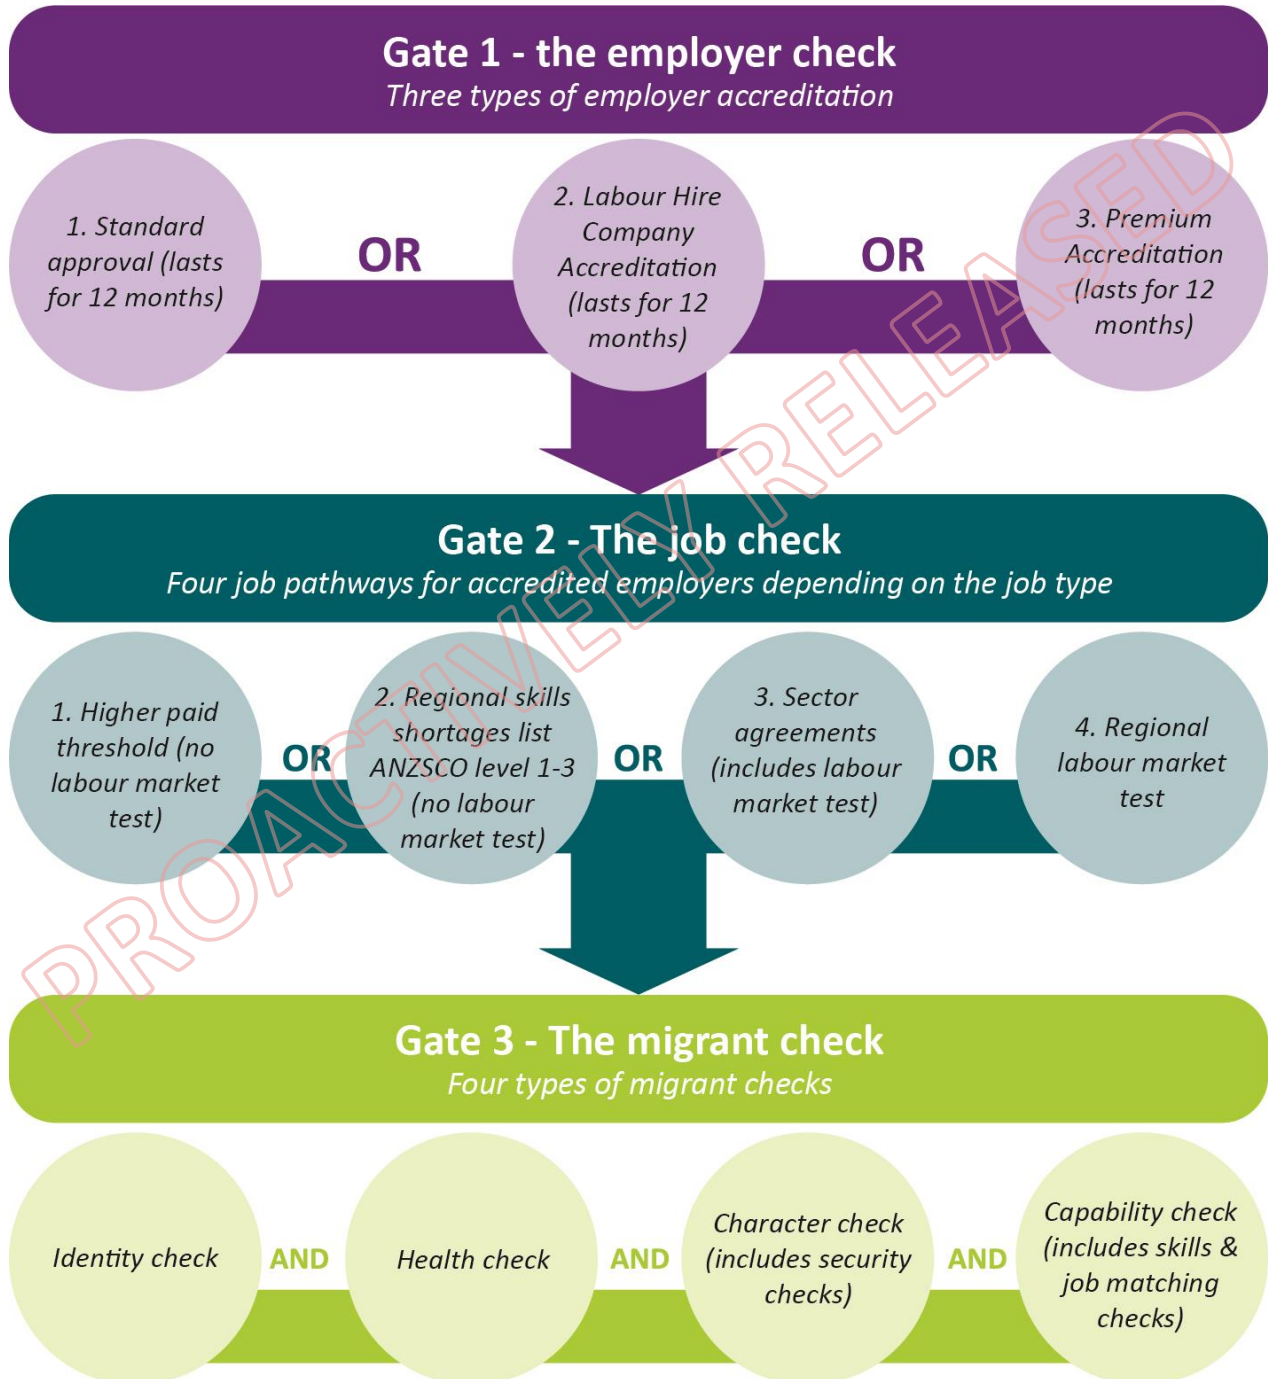 Gate 1 - the employer check
Three types of employer accreditation
1. Standard
approval (lasts
for 12 months)
OR
2. Labour Hire
Company
Accreditation
(lasts for 12
months)
OR
3. Premium
Accreditation
(lasts for 12
months)
Gate 2 - The job check
Four job pathways for accredited employers depending on the job type
1. Higher paid
threshold (no
labour market
test)
OR
2. Regional skills
shortages list
ANZSCO level 1-3
(no labour
market test)
OR
3. Sector
agreements
(includes labour
market test)
OR
4. Regional
labour market
test
Gate 3 - The migrant check
Four types of migrant checks
Identity check
AND
Health check
AND
Character check
(includes security
checks)
AND
Capability check
(includes skills &
job matching
checks)
PROACTIVELY RELEASED